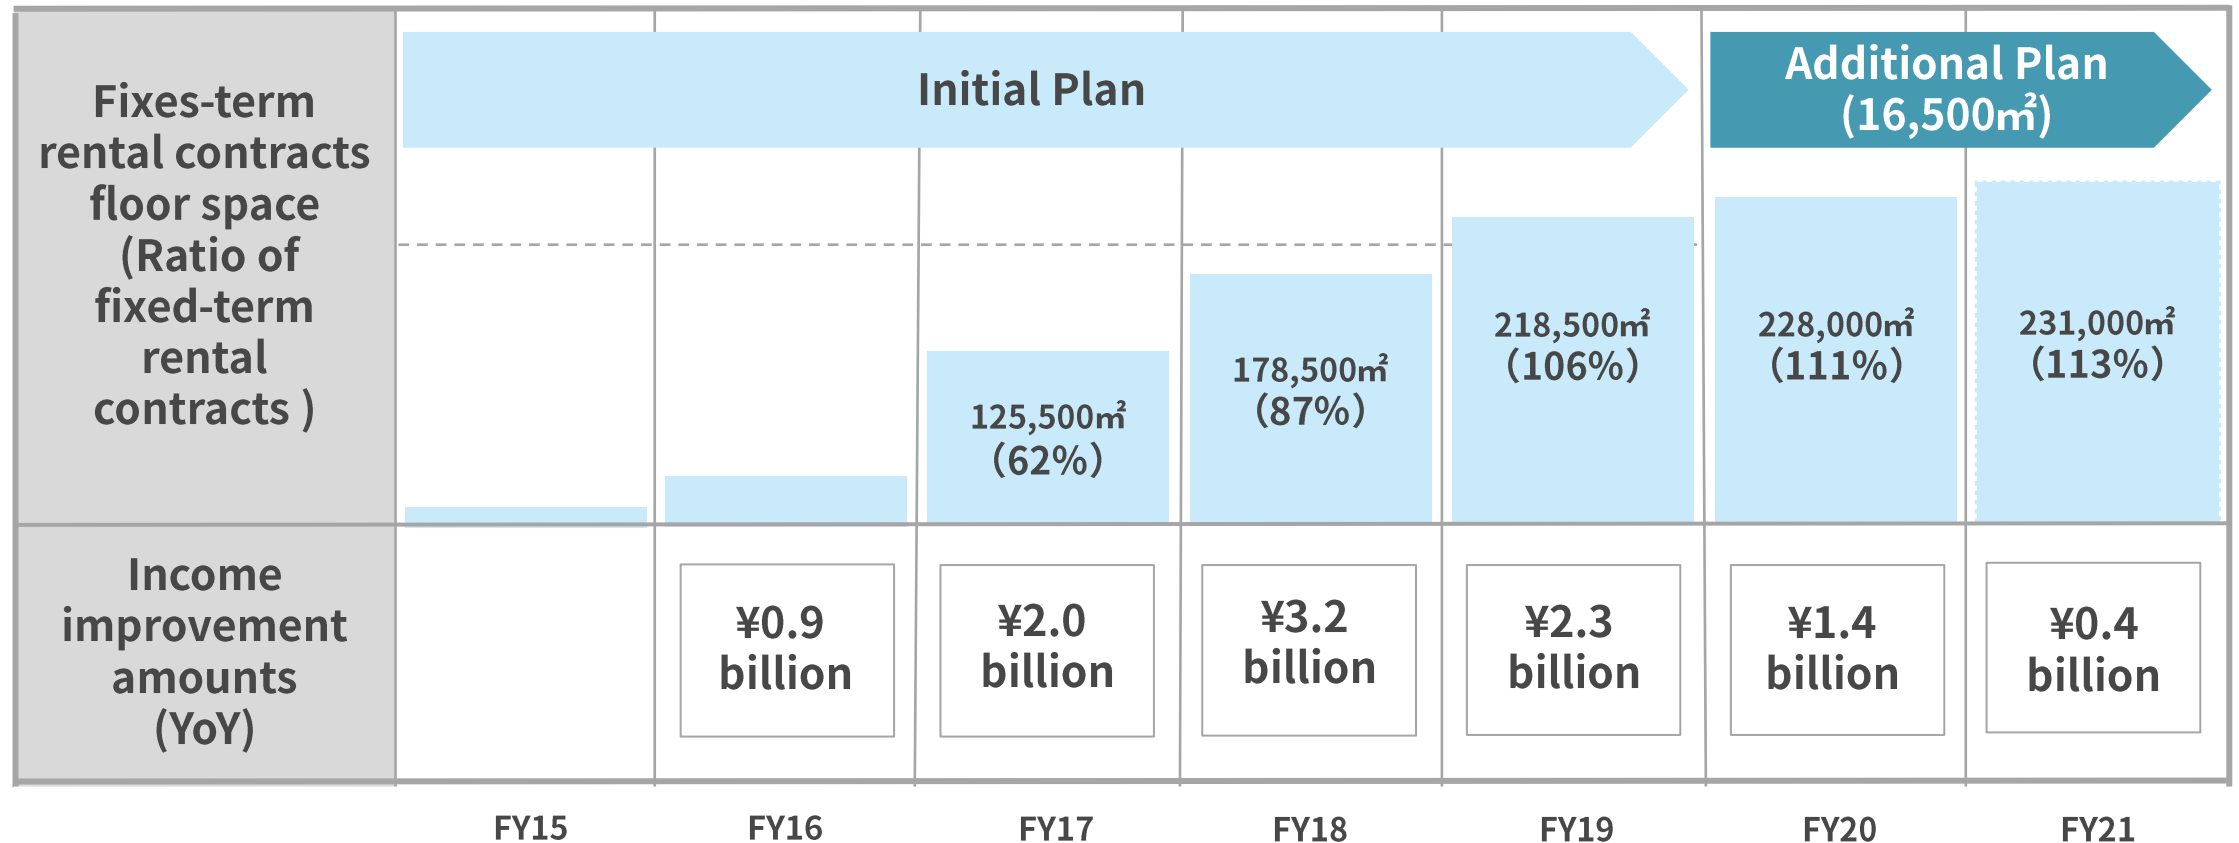 Fixes-term
rental contracts
floor space
(Ratio of
fixed-term
rental
contracts )
Initial Plan
Additional Plan
(16,500㎡)
125,500㎡
(62%)
178,500㎡
(87%)
218,500㎡
(106%)
228,000㎡
(111%)
231,000㎡
(113%)
Income
improvement
amounts
(YoY)
¥0.9
billion
¥2.0
billion
¥3.2
billion
¥2.3
billion
¥1.4
billion
¥0.4
billion
FY15
FY16
FY17
FY18
FY19
FY20
FY21